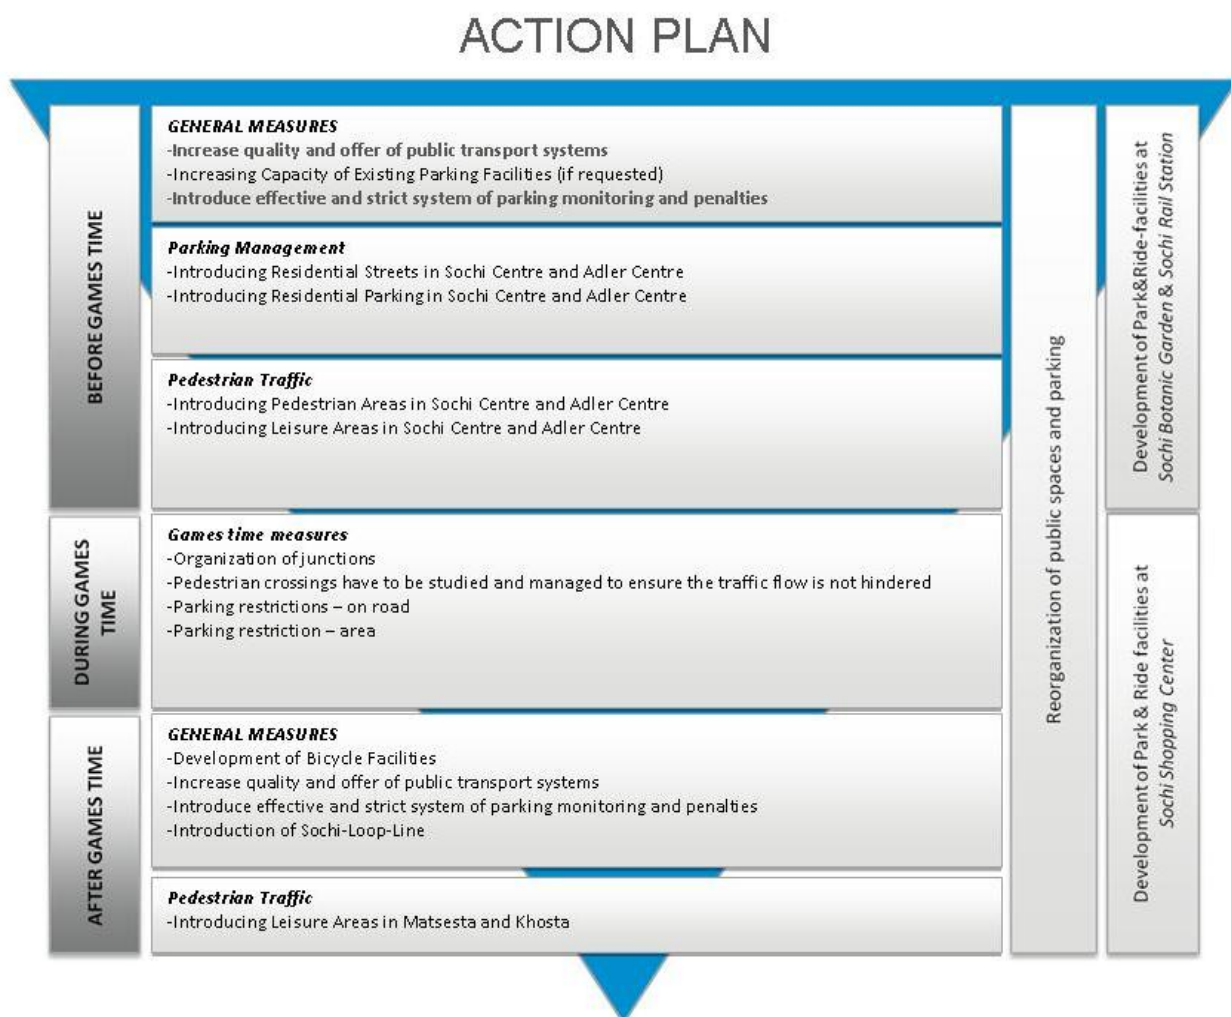 ACTION PLAN
BEFORE GAMES TIME
GENERAL MEASURES
-Increase quality and offer of public transport systems
-Increasing Capacity of Existing Parking Facilities (if requested)
-Introduce effective and strict system of parking monitoring and penalties
Parking Management
-Introducing Residential Streets in Sochi Centre and Adler Centre
-Introducing Residential Parking in Sochi Centre and Adler Centre
Pedestrian Traffic
-Introducing Pedestrian Areas in Sochi Centre and Adler Centre
-Introducing Leisure Areas in Sochi Centre and Adler Centre
DURING GAMES
TIME
Games time measures
-Organization of junctions
-Pedestrian crossings have to be studied and managed to ensure the traffic flow is not hindered
-Parking restrictions – on road
-Parking restriction – area
AFTER GAMES TIME
GENERAL MEASURES
-Development of Bicycle Facilities
-Increase quality and offer of public transport systems
-Introduce effective and strict system of parking monitoring and penalties
-Introduction of Sochi-Loop-Line
Pedestrian Traffic
-Introducing Leisure Areas in Matsesta and Khosta
Reorganization of public spaces and parking
Development of Park&Ride-facilities at
Sochi Botanic Garden & Sochi Rail Station
Development of Park & Ride facilities at
Sochi Shopping Center